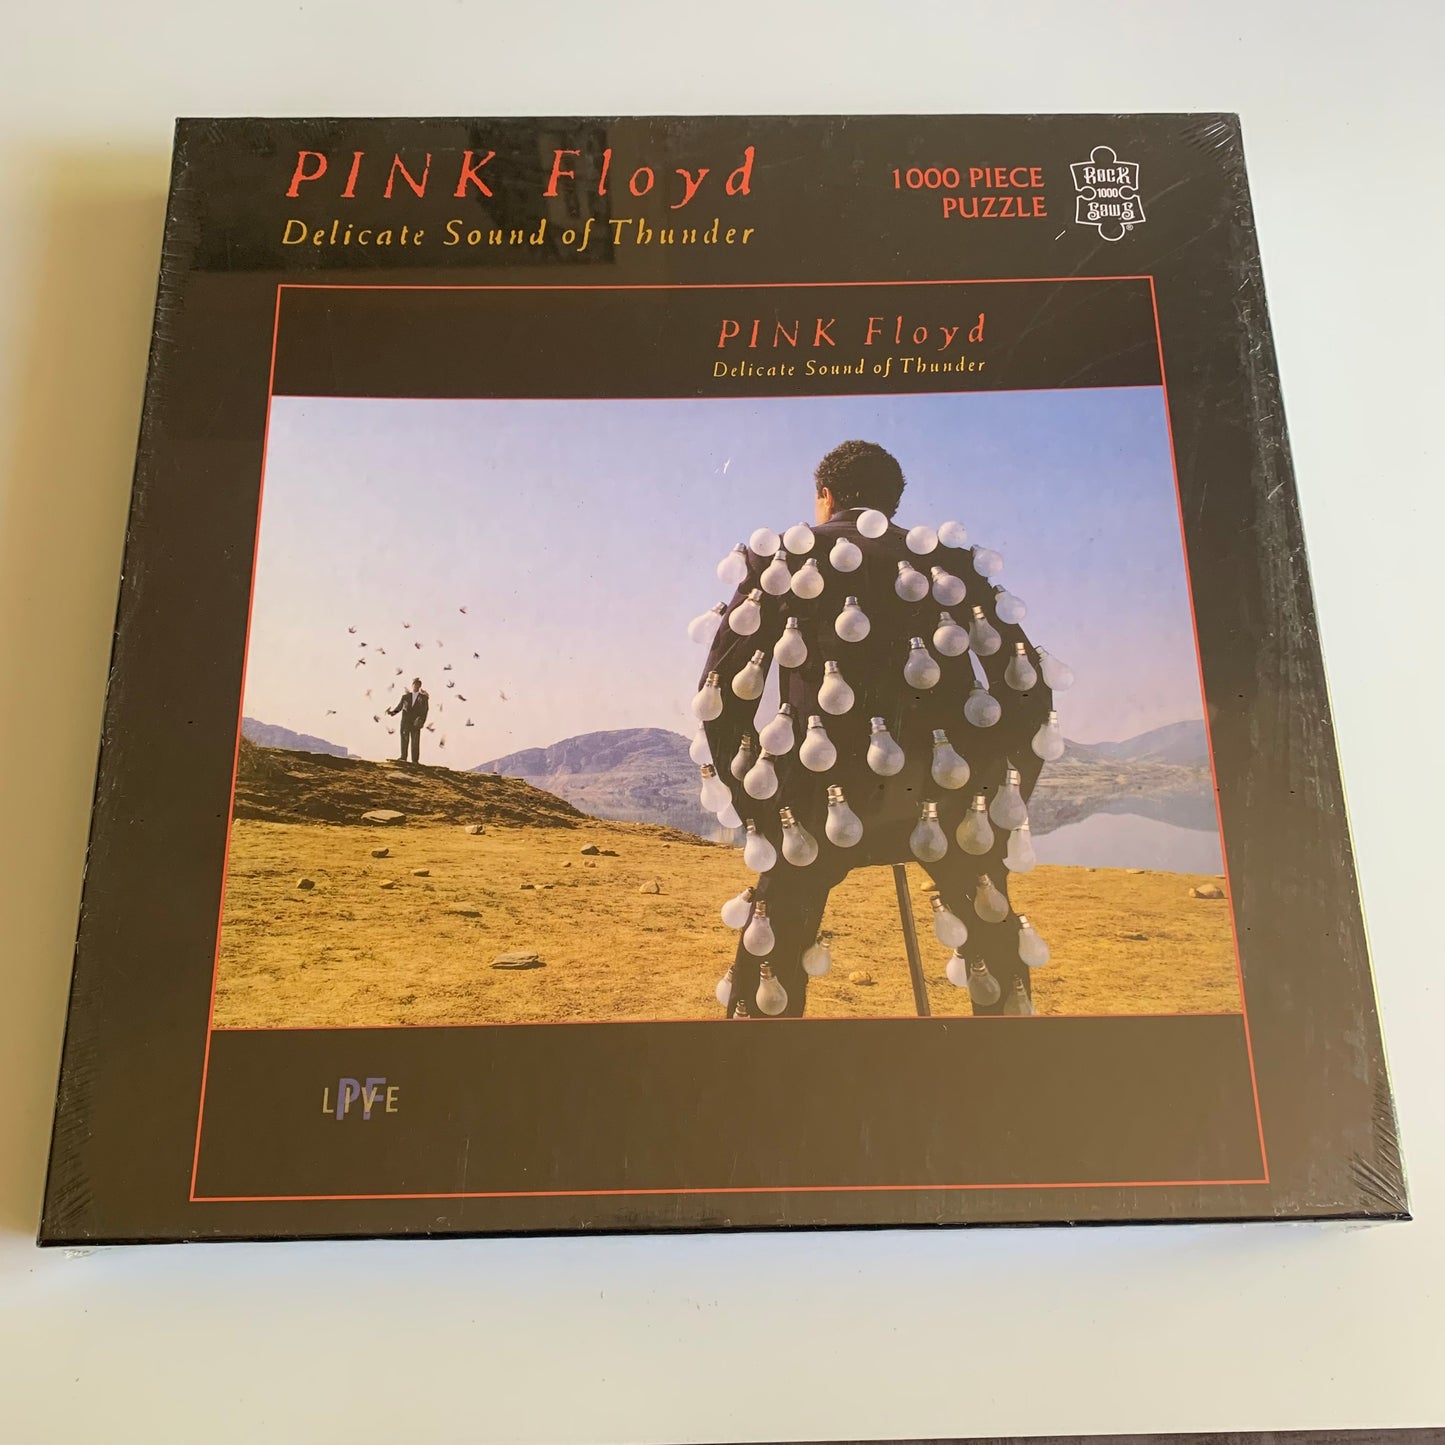 PINK Floyd
Delicate Sound of Thunder
1000 PIECE
PUZZLE
RocK
1000
SawS
®
PINK Floyd
Delicate Sound of Thunder
PF
LIVE